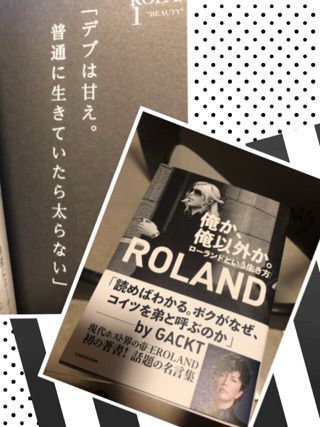 1
"BEAUTY"
「デブは甘え。
普通に生きていたら太らない」
俺か、
俺以外か。
ローランドという生き方
ROLAND
「読めばわかる。ボクがなぜ、
コイツを弟と呼ぶのか」
by GACKT
現代ホスト界の帝王ROLAND
初の著書！話題の名言集
KADOKAWA